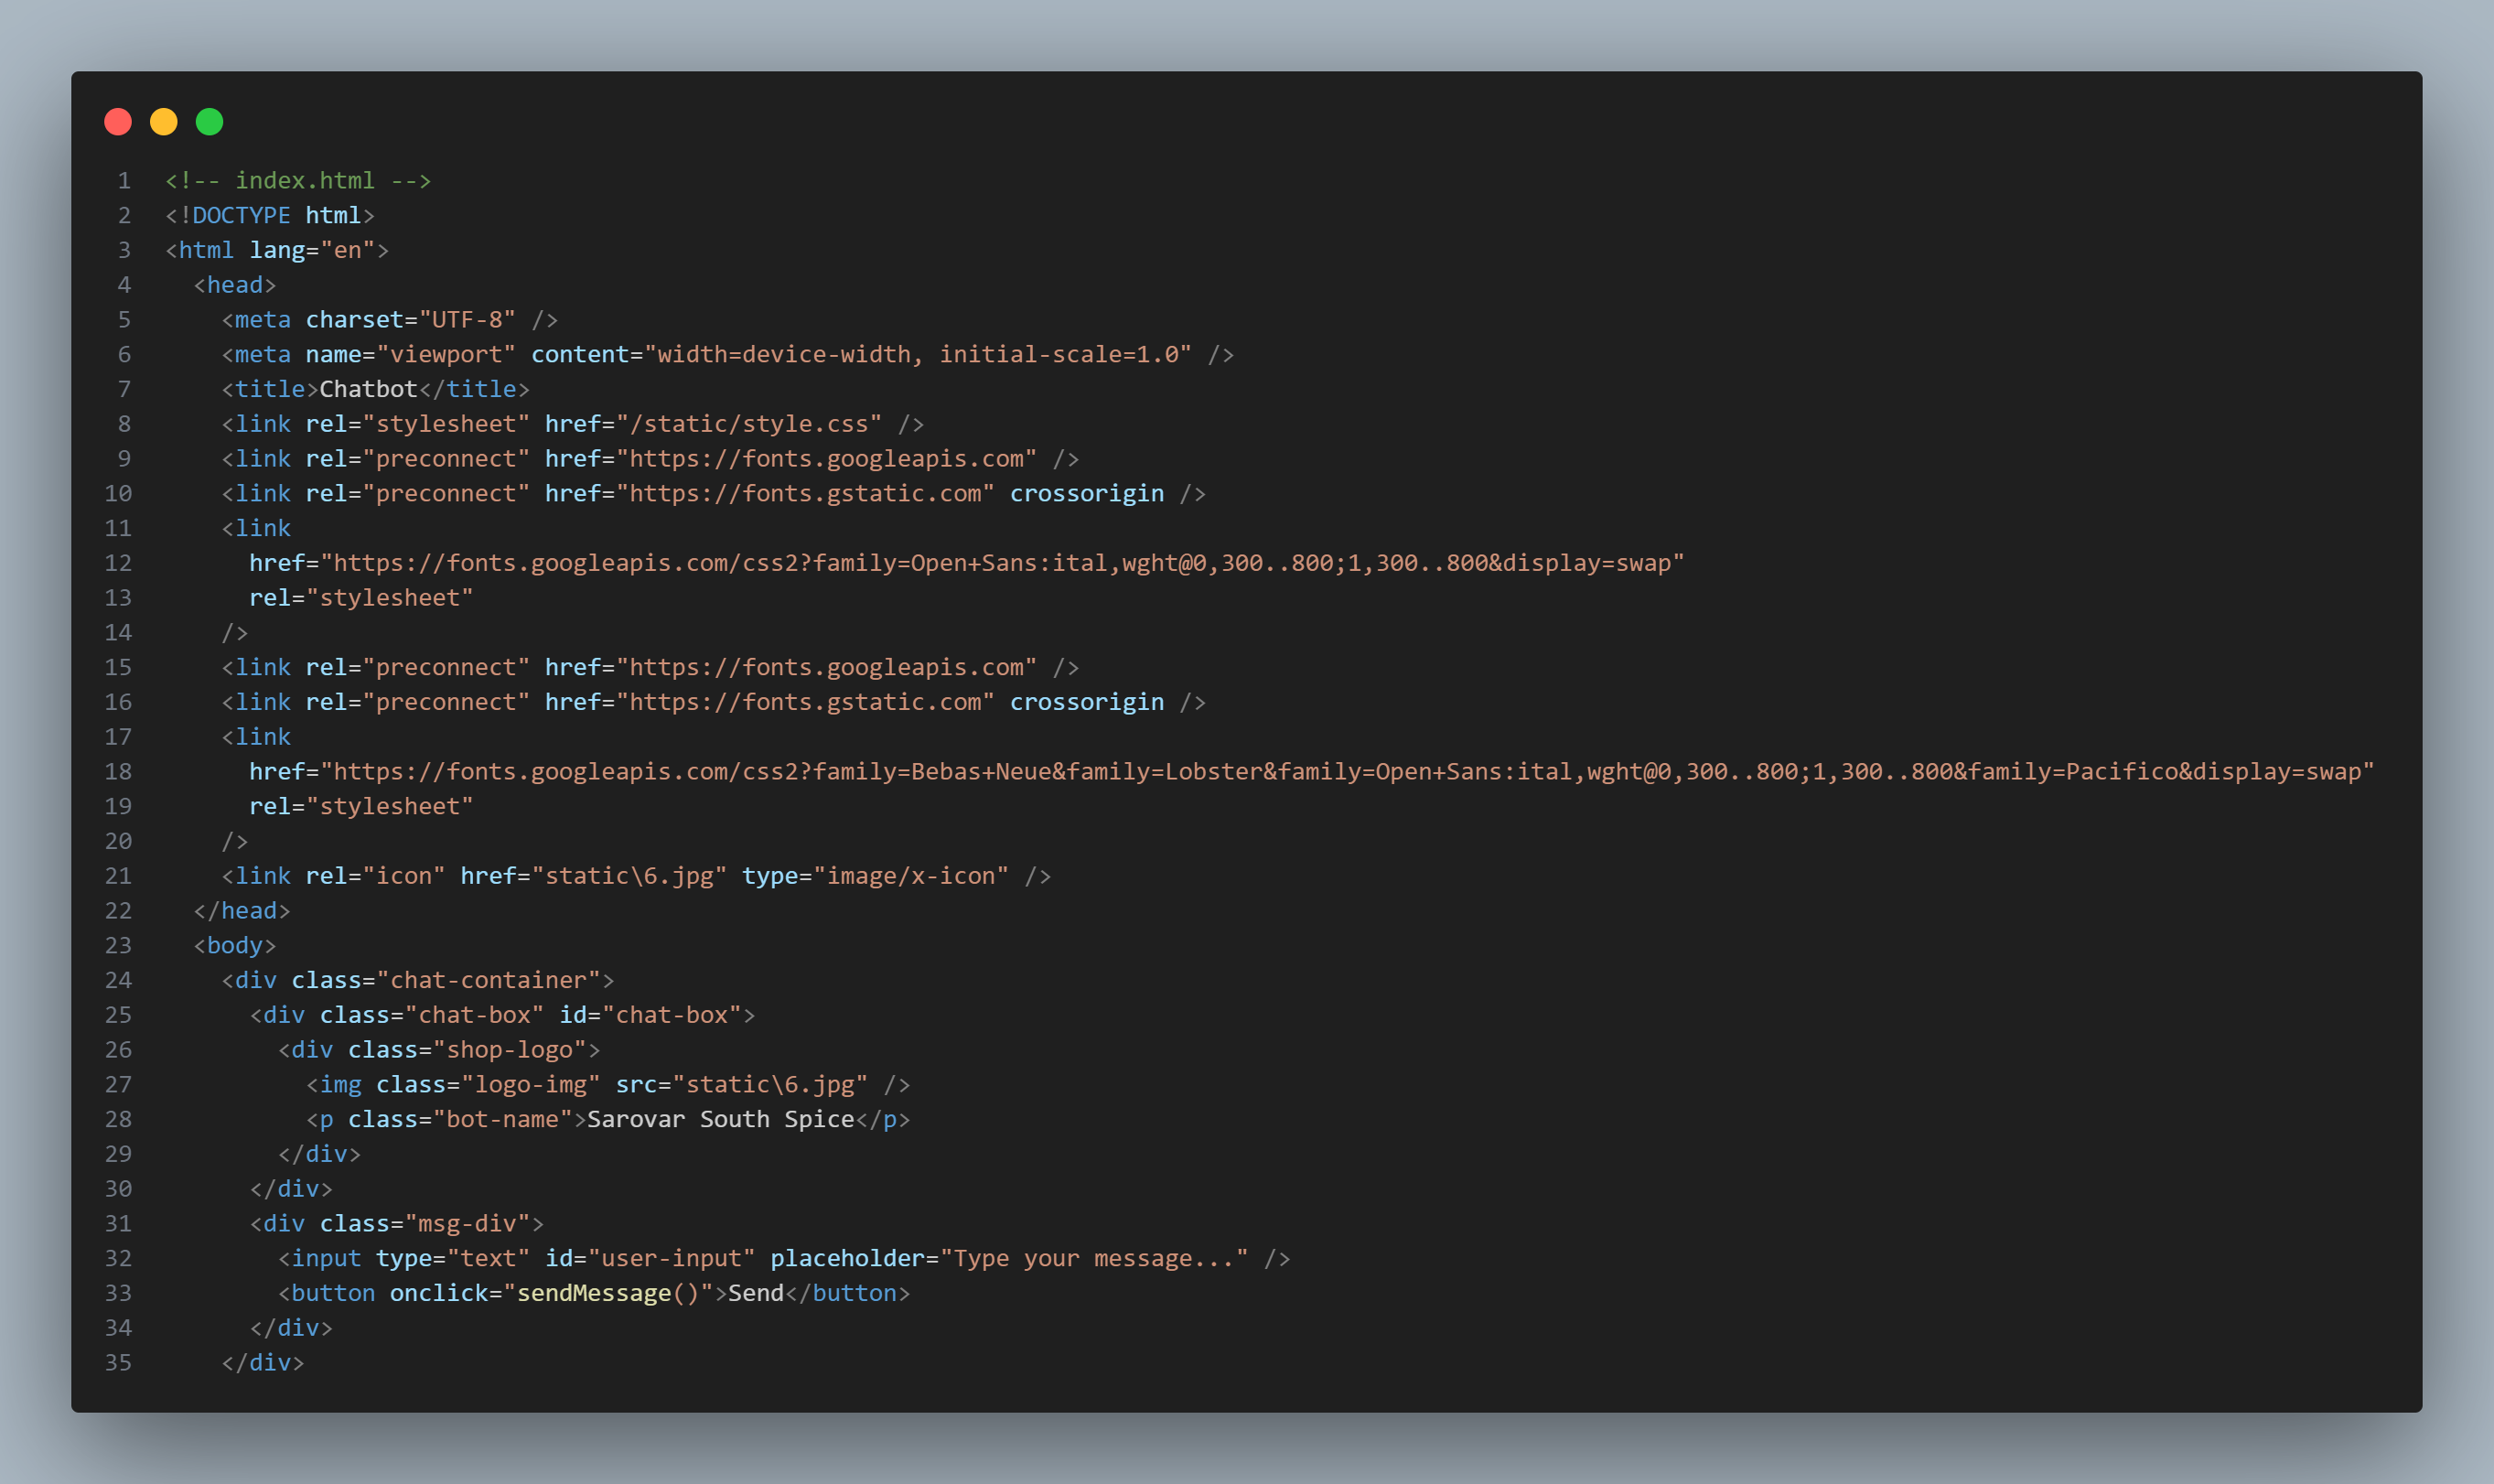 1 <!-- index.html -->
2 <!DOCTYPE html>
3 <html lang="en">
4   <head>
5     <meta charset="UTF-8" />
6     <meta name="viewport" content="width=device-width, initial-scale=1.0" />
7     <title>Chatbot</title>
8     <link rel="stylesheet" href="/static/style.css" />
9     <link rel="preconnect" href="https://fonts.googleapis.com" />
10     <link rel="preconnect" href="https://fonts.gstatic.com" crossorigin />
11     <link
12       href="https://fonts.googleapis.com/css2?family=Open+Sans:ital,wght@0,300..800;1,300..800&display=swap"
13       rel="stylesheet"
14     />
15     <link rel="preconnect" href="https://fonts.googleapis.com" />
16     <link rel="preconnect" href="https://fonts.gstatic.com" crossorigin />
17     <link
18       href="https://fonts.googleapis.com/css2?family=Bebas+Neue&family=Lobster&family=Open+Sans:ital,wght@0,300..800;1,300..800&family=Pacifico&display=swap"
19       rel="stylesheet"
20     />
21     <link rel="icon" href="static\6.jpg" type="image/x-icon" />
22   </head>
23   <body>
24     <div class="chat-container">
25       <div class="chat-box" id="chat-box">
26         <div class="shop-logo">
27           <img class="logo-img" src="static\6.jpg" />
28           <p class="bot-name">Sarovar South Spice</p>
29         </div>
30       </div>
31       <div class="msg-div">
32         <input type="text" id="user-input" placeholder="Type your message..." />
33         <button onclick="sendMessage()">Send</button>
34       </div>
35     </div>